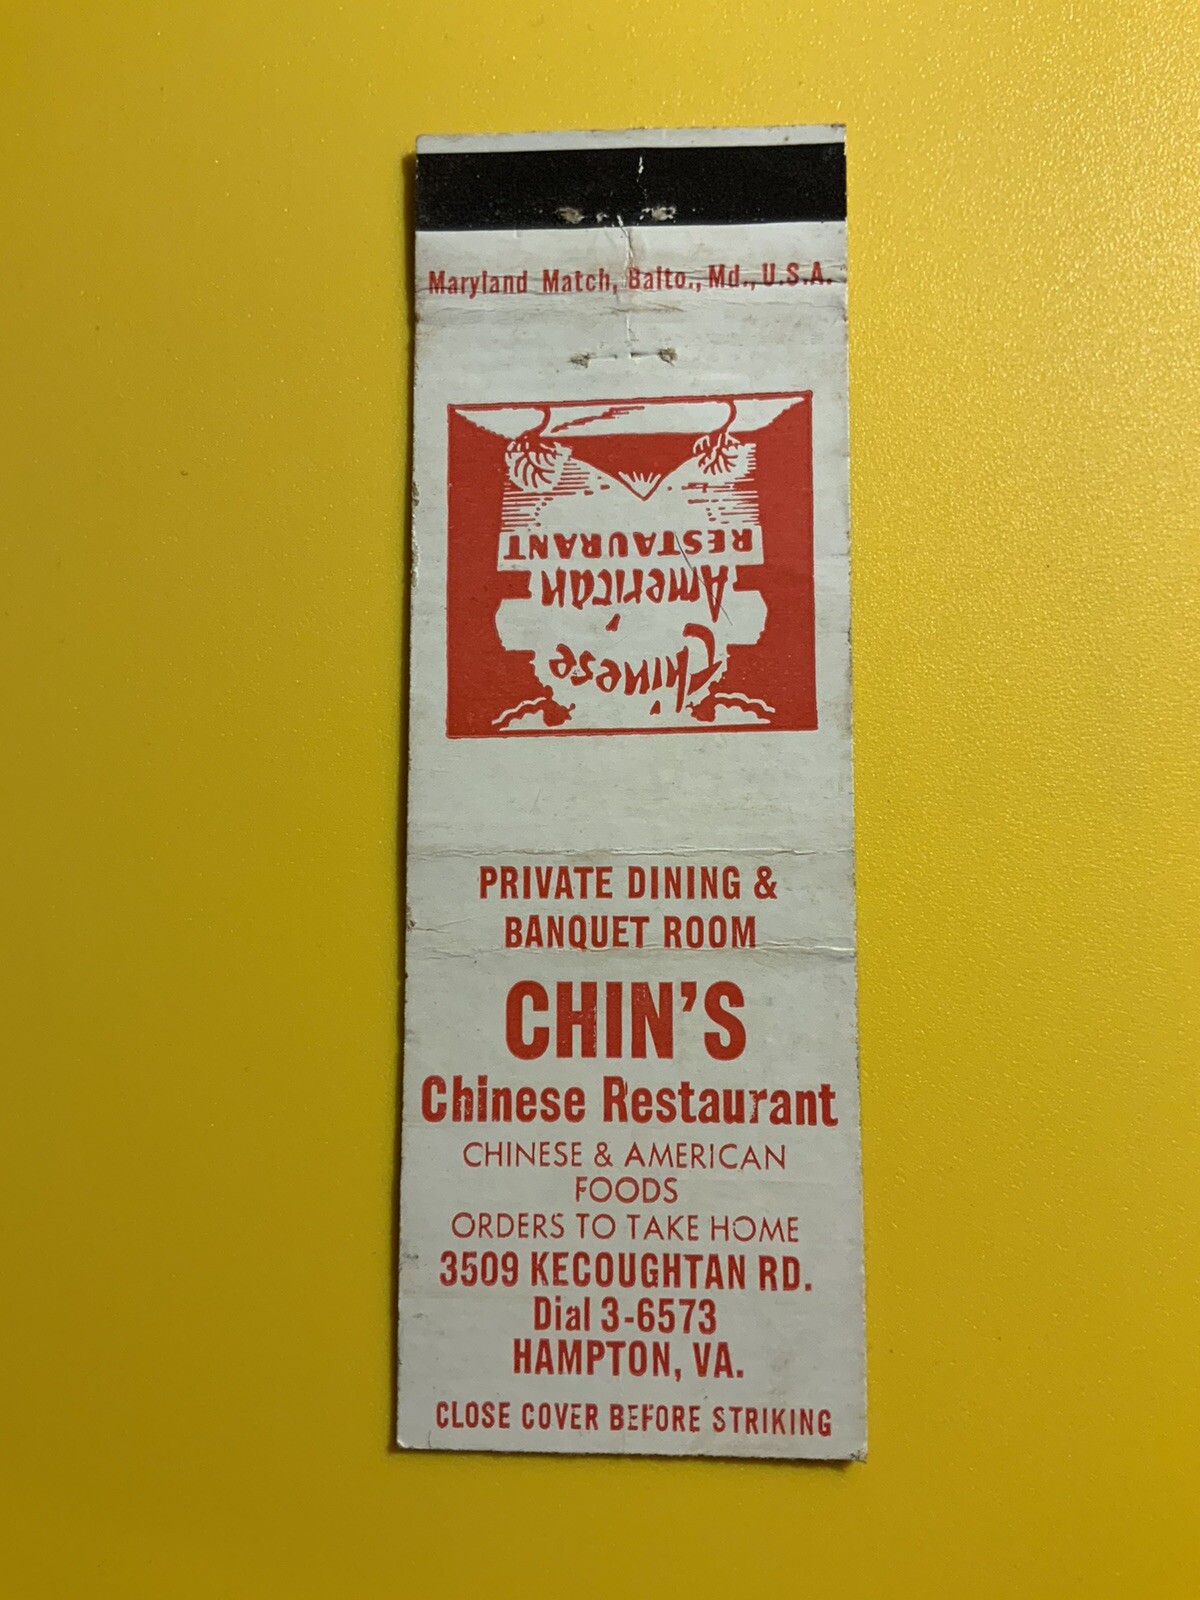 Maryland Match, Balto., Md., U.S.A.
Chinese
American
RESTAURANT
PRIVATE DINING &
BANQUET ROOM
CHIN'S
Chinese Restaurant
CHINESE & AMERICAN
FOODS
ORDERS TO TAKE HOME
3509 KECOUGHTAN RD.
Dial 3-6573
HAMPTON, VA.
CLOSE COVER BEFORE STRIKING